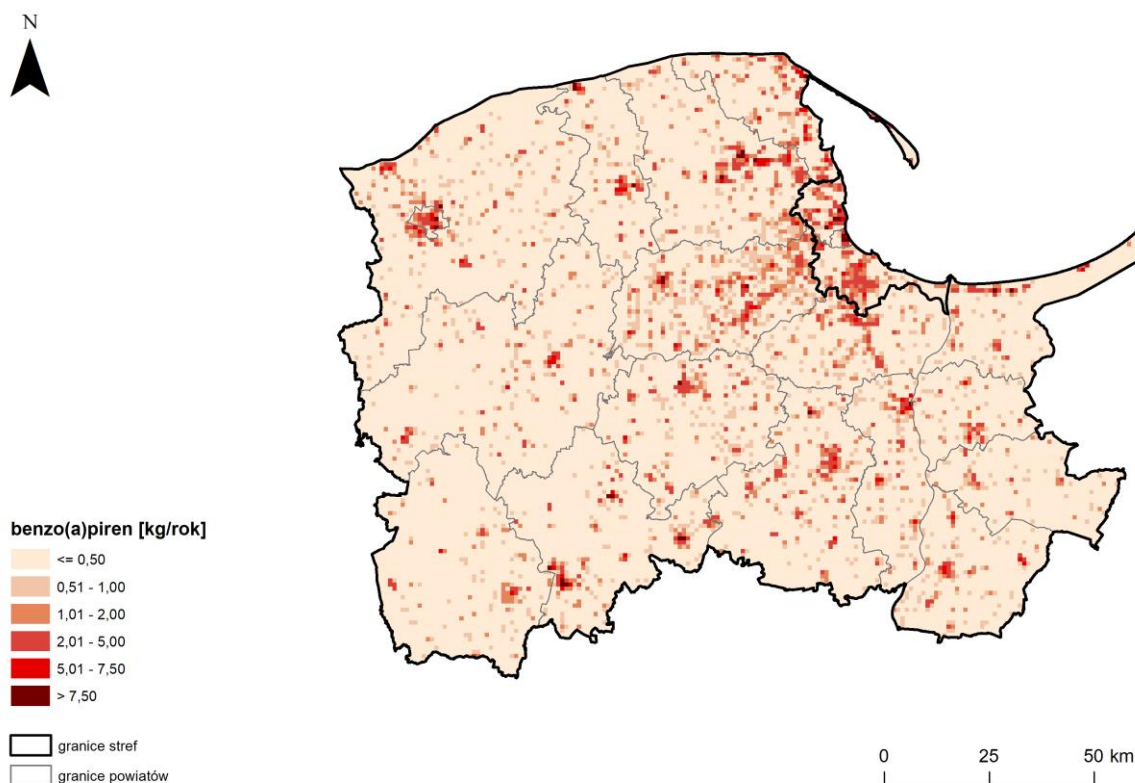 N
benzo(a)piren [kg/rok]
<= 0,50
0,51 - 1,00
1,01 - 2,00
2,01 - 5,00
5,01 - 7,50
> 7,50
granice stref
granice powiatów
0 25 50 km